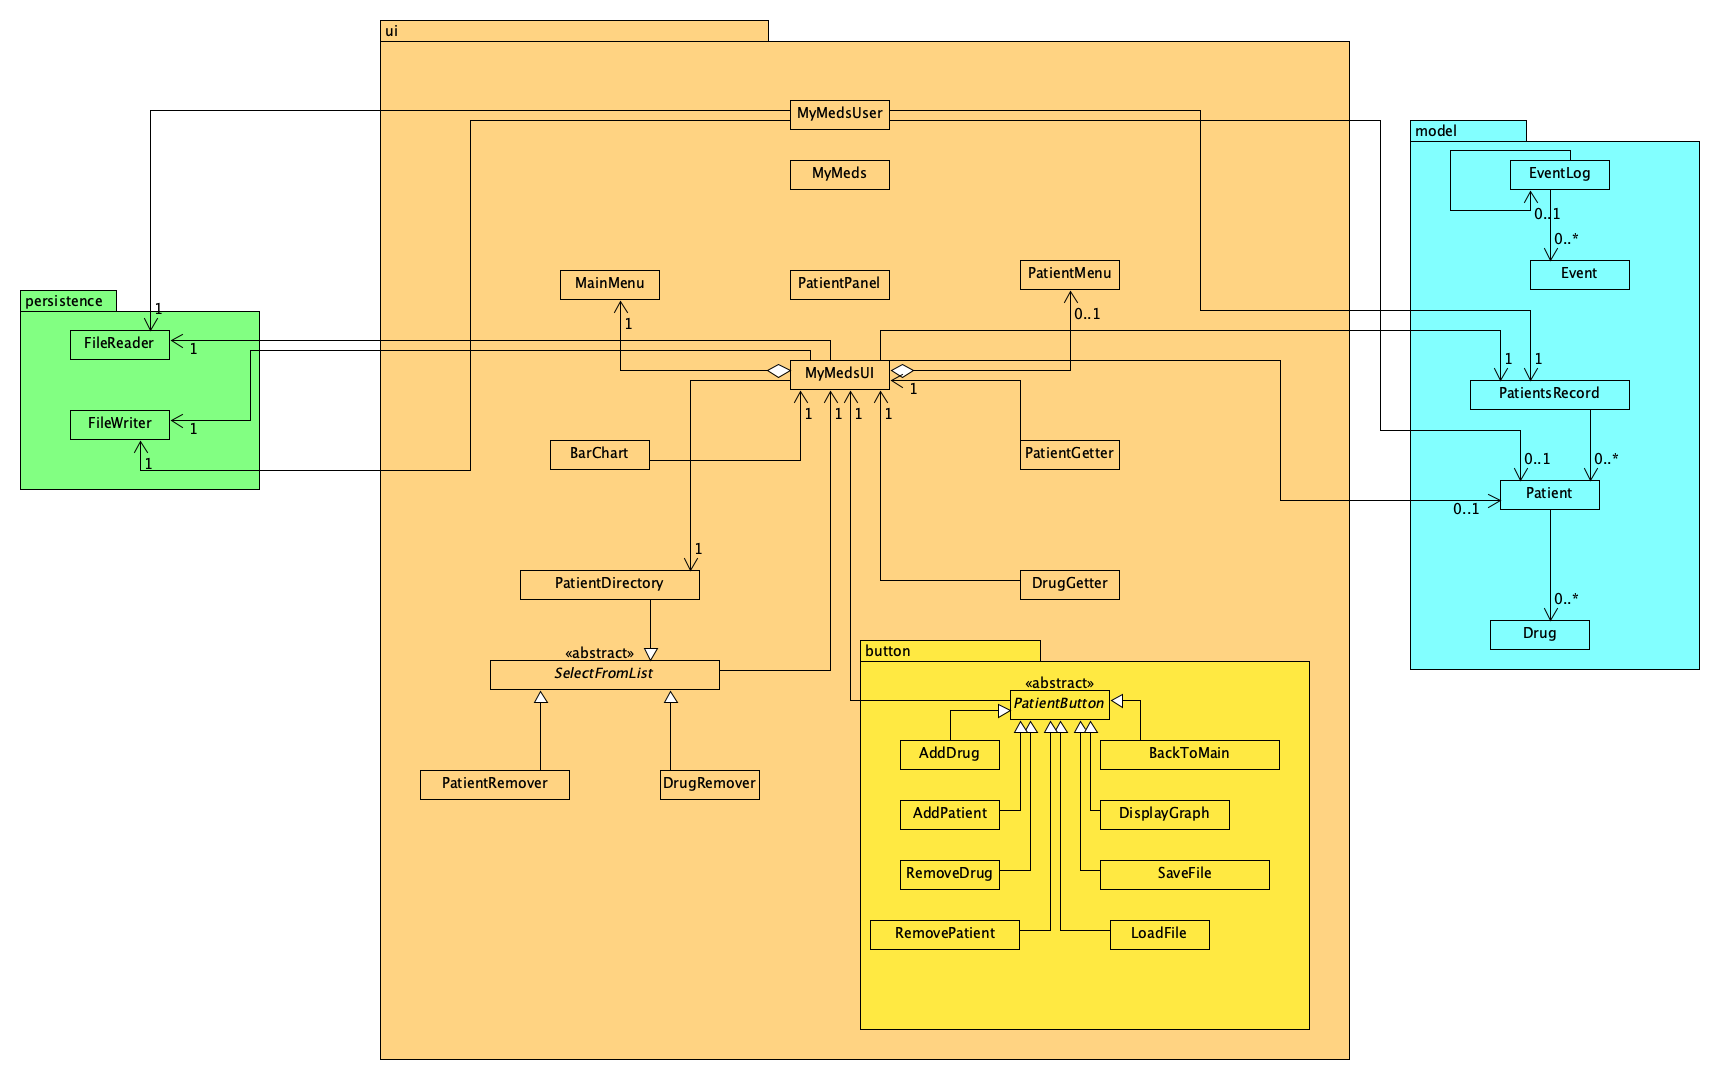 ui
MyMedsUser
model
MyMeds
EventLog
0..1
0..*
MainMenu
PatientPanel
PatientMenu
Event
persistence
1
1
0..1
FileReader
1
MyMedsUI
1
1
1
1
1
1
1
1
PatientsRecord
FileWriter
1
1
BarChart
PatientGetter
0..1
0..*
Patient
0..1
1
PatientDirectory
DrugGetter
0..*
Drug
«abstract»
SelectFromList
button
«abstract»
PatientButton
AddDrug
BackToMain
PatientRemover
DrugRemover
AddPatient
DisplayGraph
RemoveDrug
SaveFile
RemovePatient
LoadFile